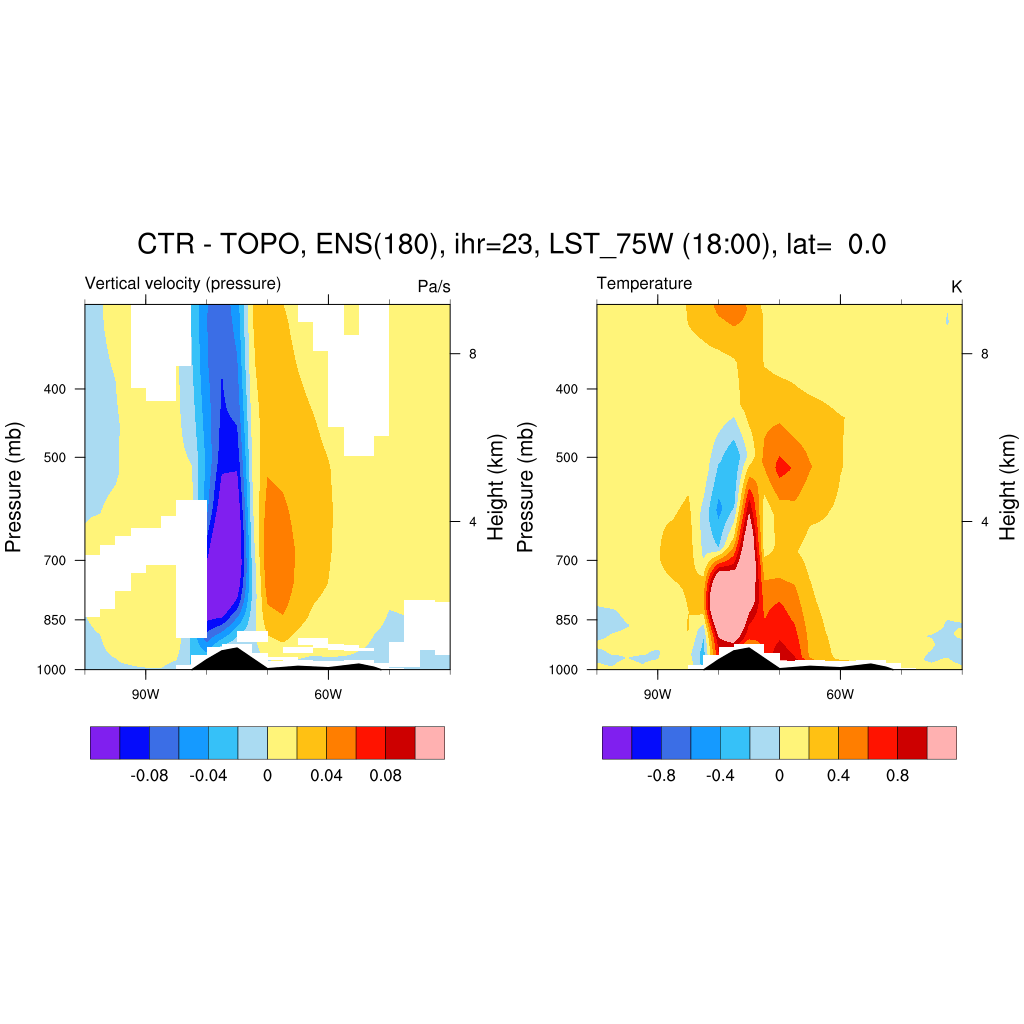 CTR - TOPO, ENS(180), ihr=23, LST_75W (18:00), lat=  0.0
Vertical velocity (pressure)
Pa/s
Temperature
K
Pressure (mb)
400
500
700
850
1000
8
4
Height (km)
90W
60W
-0.08
-0.04
0
0.04
0.08
Pressure (mb)
400
500
700
850
1000
8
4
Height (km)
90W
60W
-0.8
-0.4
0
0.4
0.8